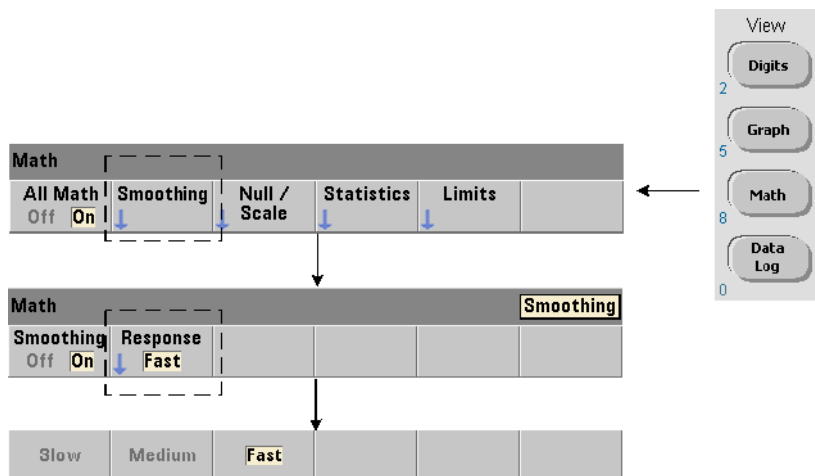 View
Digits
2
Graph
5
Math
8
Data
Log
0
Math
All Math
Off On
Smoothing
Null /
Scale
Statistics
Limits
Math
Smoothing
Smoothing
Off On
Response
Fast
Slow
Medium
Fast